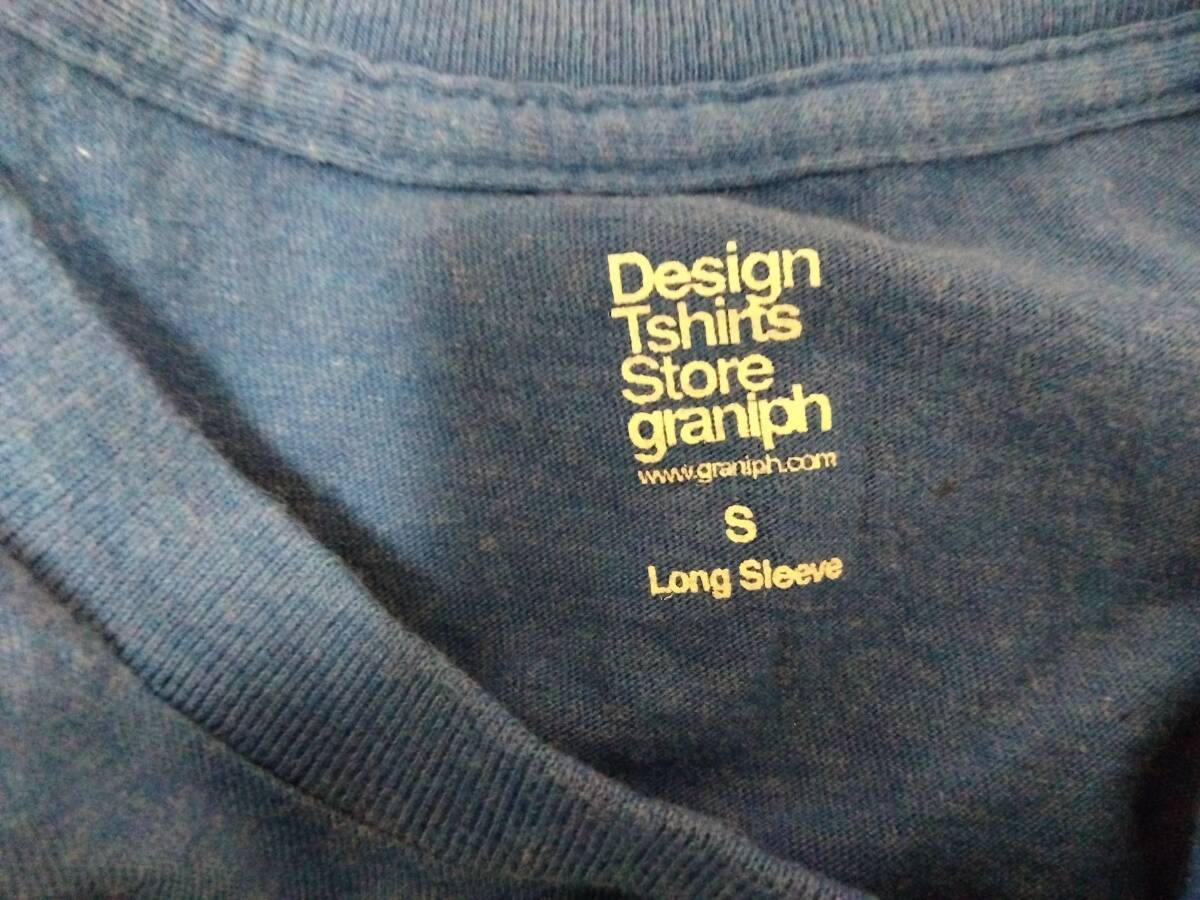 Design
Tshirts
Store
graniph
www.graniph.com
S
Long Sleeve